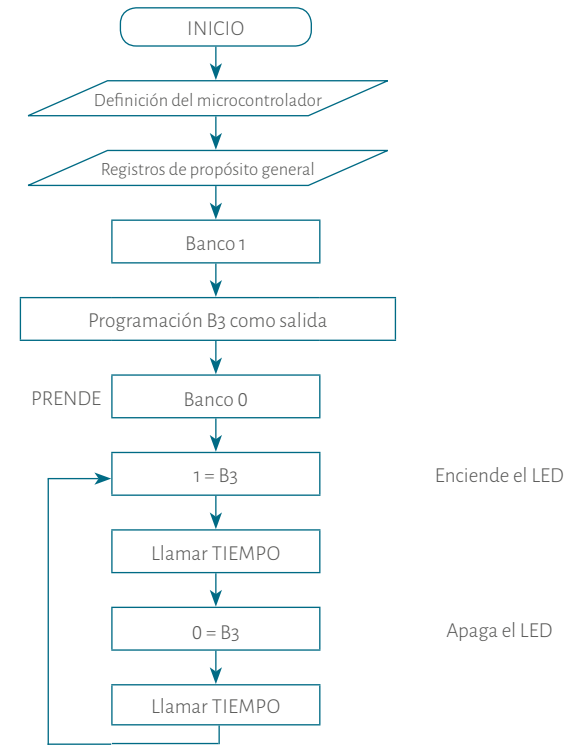 INICIO
Definición del microcontrolador
Registros de propósito general
Banco 1
Programación B3 como salida
PRENDE
Banco 0
1 = B3
Enciende el LED
Llamar TIEMPO
0 = B3
Apaga el LED
Llamar TIEMPO